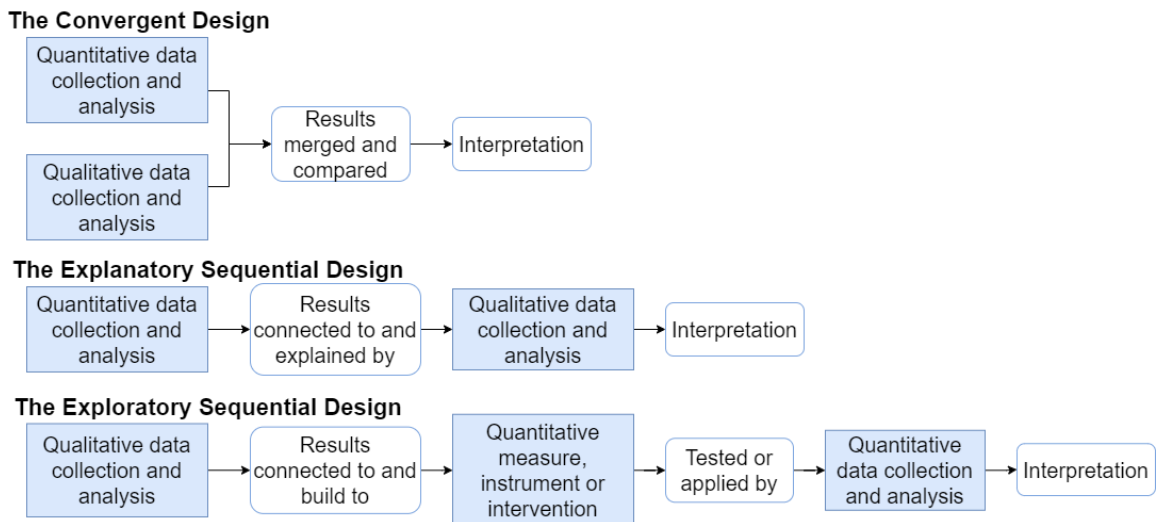 The Convergent Design
Quantitative data
collection and
analysis
Results
merged and
compared
Interpretation
Qualitative data
collection and
analysis
The Explanatory Sequential Design
Quantitative data
collection and
analysis
Results
connected to and
explained by
Qualitative data
collection and
analysis
Interpretation
The Exploratory Sequential Design
Qualitative data
collection and
analysis
Results
connected to and
build to
Quantitative
measure,
instrument or
intervention
Tested or
applied by
Quantitative
data collection
and analysis
Interpretation